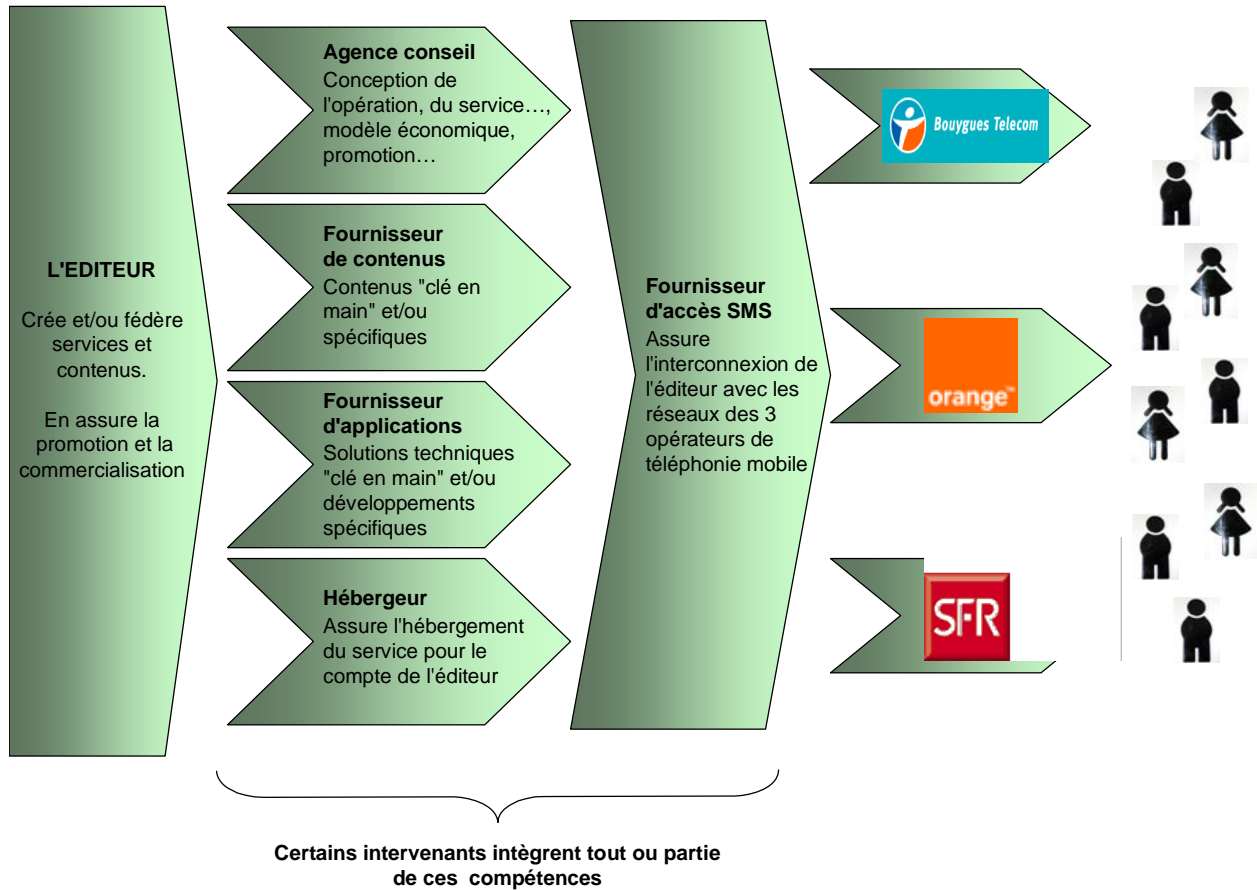 L'EDITEUR
Crée et/ou fédère
services et
contenus.
En assure la
promotion et la
commercialisation
Agence conseil
Conception de
l'opération, du service…,
modèle économique,
promotion…
Fournisseur
de contenus
Contenus "clé en
main" et/ou
spécifiques
Fournisseur
d'applications
Solutions techniques
"clé en main" et/ou
développements
spécifiques
Hébergeur
Assure l'hébergement
du service pour le
compte de l'éditeur
Fournisseur
d'accès SMS
Assure
l'interconnexion de
l'éditeur avec les
réseaux des 3
opérateurs de
téléphonie mobile
Bouygues Telecom
orange™
SFR
Certains intervenants intègrent tout ou partie
de ces compétences